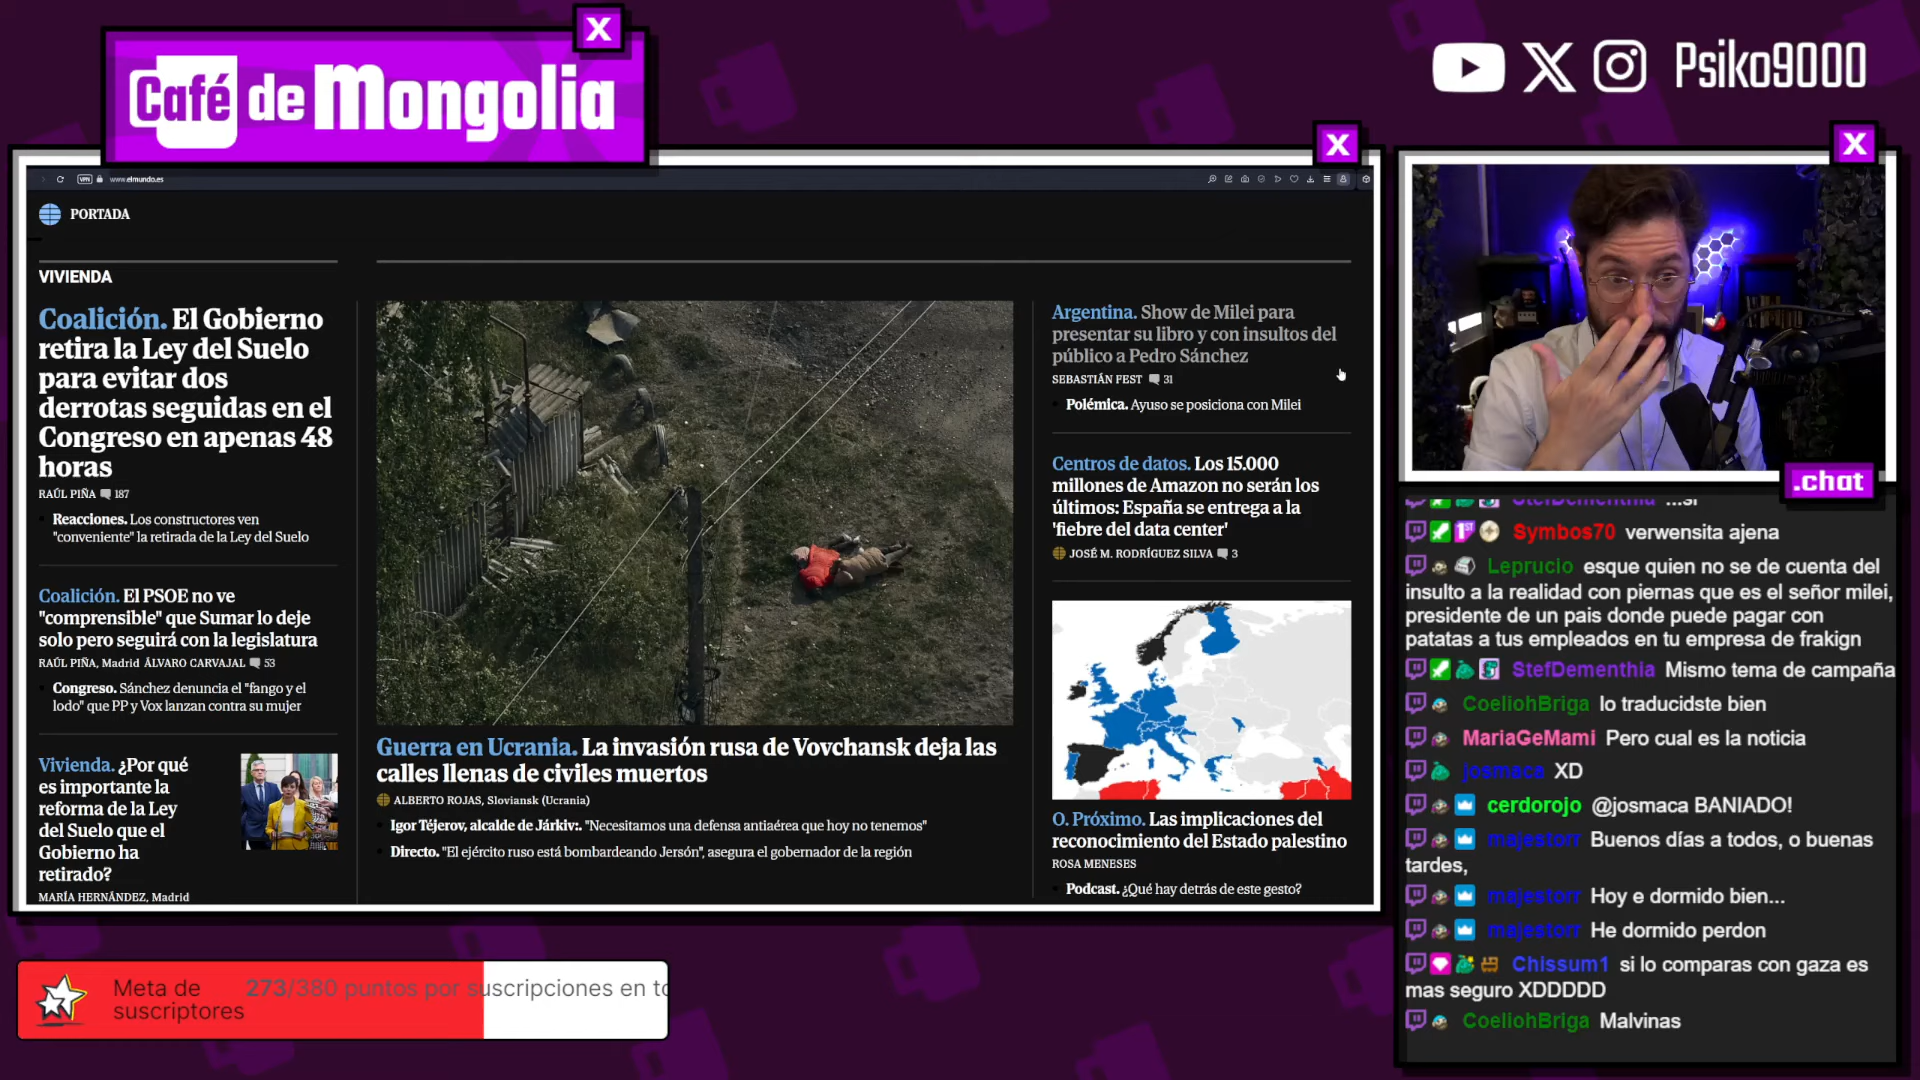 Café de Mongolia
X
Psiko9000
X
X
VPN
www.elmundo.es
PORTADA
VIVIENDA
Coalición. El Gobierno
retira la Ley del Suelo
para evitar dos
derrotas seguidas en el
Congreso en apenas 48
horas
RAÚL PIÑA 187
Reacciones. Los constructores ven
"conveniente" la retirada de la Ley del Suelo
Coalición. El PSOE no ve
"comprensible" que Sumar lo deje
solo pero seguirá con la legislatura
RAÚL PIÑA, Madrid ÁLVARO CARVAJAL 53
Congreso. Sánchez denuncia el "fango y el
lodo" que PP y Vox lanzan contra su mujer
Vivienda. ¿Por qué
es importante la
reforma de la Ley
del Suelo que el
Gobierno ha
retirado?
MARÍA HERNÁNDEZ, Madrid
Guerra en Ucrania. La invasión rusa de Vovchansk deja las
calles llenas de civiles muertos
ALBERTO ROJAS, Sloviansk (Ucrania)
Igor Téjerov, alcalde de Járkiv:. "Necesitamos una defensa antiaérea que hoy no tenemos"
Directo. "El ejército ruso está bombardeando Jersón", asegura el gobernador de la región
Argentina. Show de Milei para
presentar su libro y con insultos del
público a Pedro Sánchez
SEBASTIÁN FEST 31
Polémica. Ayuso se posiciona con Milei
Centros de datos. Los 15.000
millones de Amazon no serán los
últimos: España se entrega a la
'fiebre del data center'
JOSÉ M. RODRÍGUEZ SILVA 3
O. Próximo. Las implicaciones del
reconocimiento del Estado palestino
ROSA MENESES
Podcast. ¿Qué hay detrás de este gesto?
.chat
StefDementhia ...si
1ST Symbos70 verwensita ajena
Leprucio esque quien no se de cuenta del
insulto a la realidad con piernas que es el señor milei,
presidente de un pais donde puede pagar con
patatas a tus empleados en tu empresa de frakign
StefDementhia Mismo tema de campaña
CoeliohBriga lo traducidste bien
MariaGeMami Pero cual es la noticia
josmaca XD
cerdorojo @josmaca BANIADO!
majestorr Buenos días a todos, o buenas
tardes,
majestorr Hoy e dormido bien...
majestorr He dormido perdon
Chissum1 si lo comparas con gaza es
mas seguro XDDDDD
CoeliohBriga Malvinas
Meta de
suscriptores
273/380 puntos por suscripciones en to